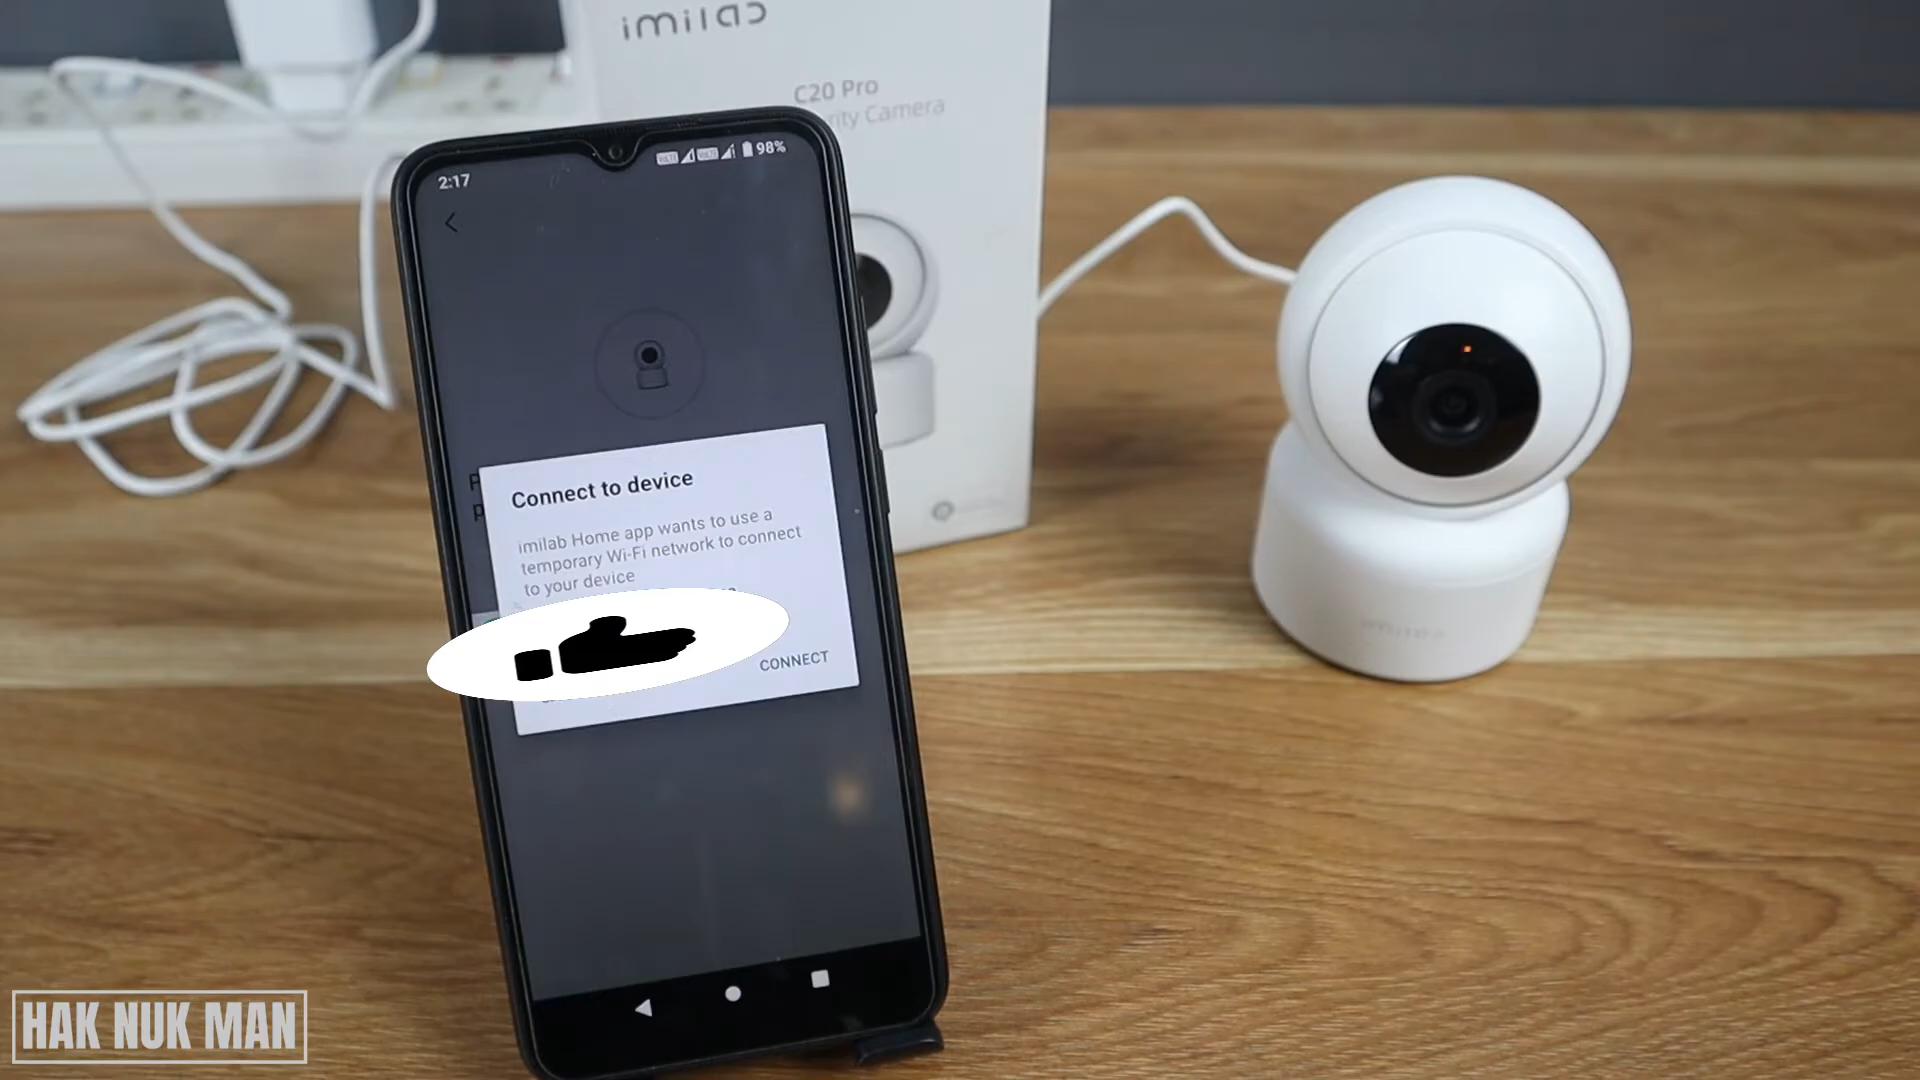 imilab
C20 Pro
rity Camera
2:17
98%
Connect to device
imilab Home app wants to use a
temporary Wi-Fi network to connect
to your device
CONNECT
HAK NUK MAN